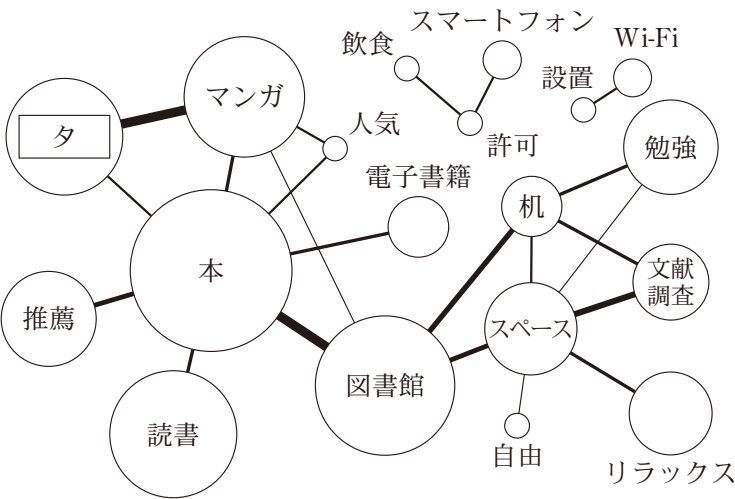 スマートフォン
飲食
Wi-Fi
設置
許可
マンガ
タ
人気
勉強
電子書籍
机
本
文献
調査
推薦
スペース
図書館
読書
自由
リラックス